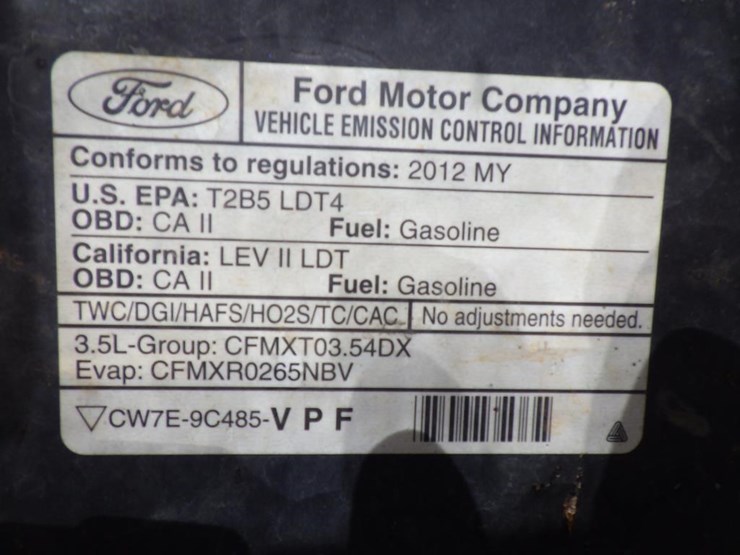 Ford
Ford Motor Company
VEHICLE EMISSION CONTROL INFORMATION
Conforms to regulations: 2012 MY
U.S. EPA: T2B5 LDT4
OBD: CA II Fuel: Gasoline
California: LEV II LDT
OBD: CA II Fuel: Gasoline
TWC/DGI/HAFS/HO2S/TC/CAC No adjustments needed.
3.5L-Group: CFMXT03.54DX
Evap: CFMXR0265NBV
▽CW7E-9C485-V P F